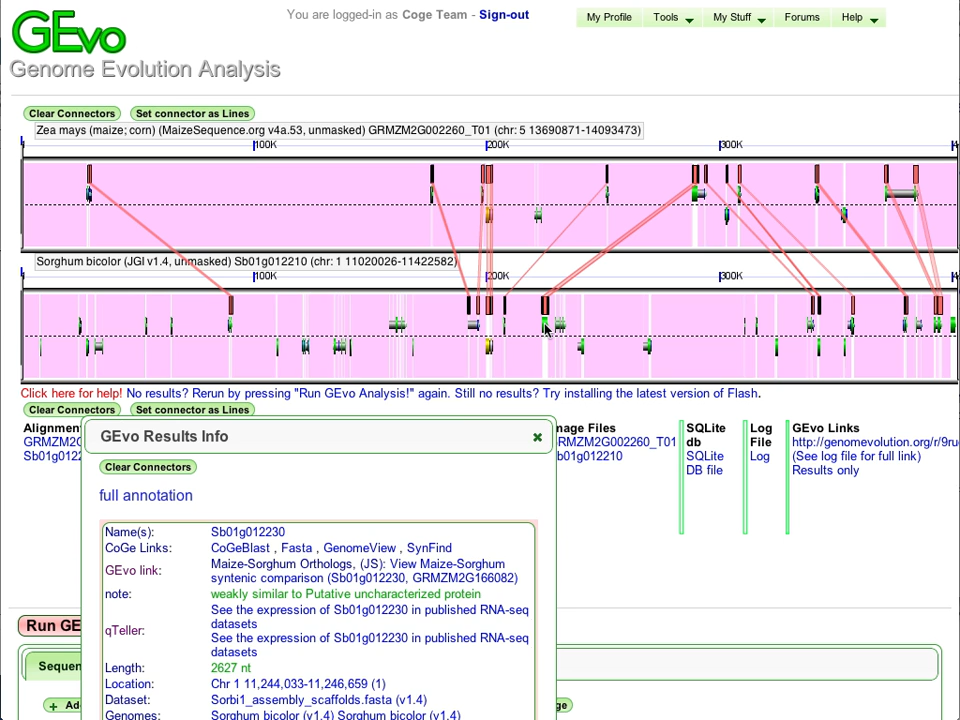 GEvo
You are logged-in as Coge Team - Sign-out
My Profile Tools My Stuff Forums Help
Genome Evolution Analysis
Clear Connectors Set connector as Lines
Zea mays (maize; corn) (MaizeSequence.org v4a.53, unmasked) GRMZM2G002260_T01 (chr: 5 13690871-14093473)
100K 200K 300K
Sorghum bicolor (JGI v1.4, unmasked) Sb01g012210 (chr: 1 11020026-11422582)
100K 200K 300K
Click here for help! No results? Rerun by pressing "Run GEvo Analysis!" again. Still no results? Try installing the latest version of Flash.
Clear Connectors Set connector as Lines
Alignmen mage Files SQLite db Log File GEvo Links
GRMZM2G RMZM2G002260_T01 SQLite DB file Log http://genomevolution.org/r/9ru
Sb01g012 b01g012210 (See log file for full link)
Results only
GEvo Results Info
Clear Connectors
full annotation
Name(s): Sb01g012230
CoGe Links: CoGeBlast , Fasta , GenomeView , SynFind
GEvo link: Maize-Sorghum Orthologs, (JS): View Maize-Sorghum
syntenic comparison (Sb01g012230, GRMZM2G166082)
note: weakly similar to Putative uncharacterized protein
qTeller: See the expression of Sb01g012230 in published RNA-seq
datasets
See the expression of Sb01g012230 in published RNA-seq
datasets
Length: 2627 nt
Location: Chr 1 11,244,033-11,246,659 (1)
Dataset: Sorbi1_assembly_scaffolds.fasta (v1.4)
Genomes: Sorghum bicolor (v1.4) Sorghum bicolor (v1.4)
Run GE
Sequen
+ Ad ge